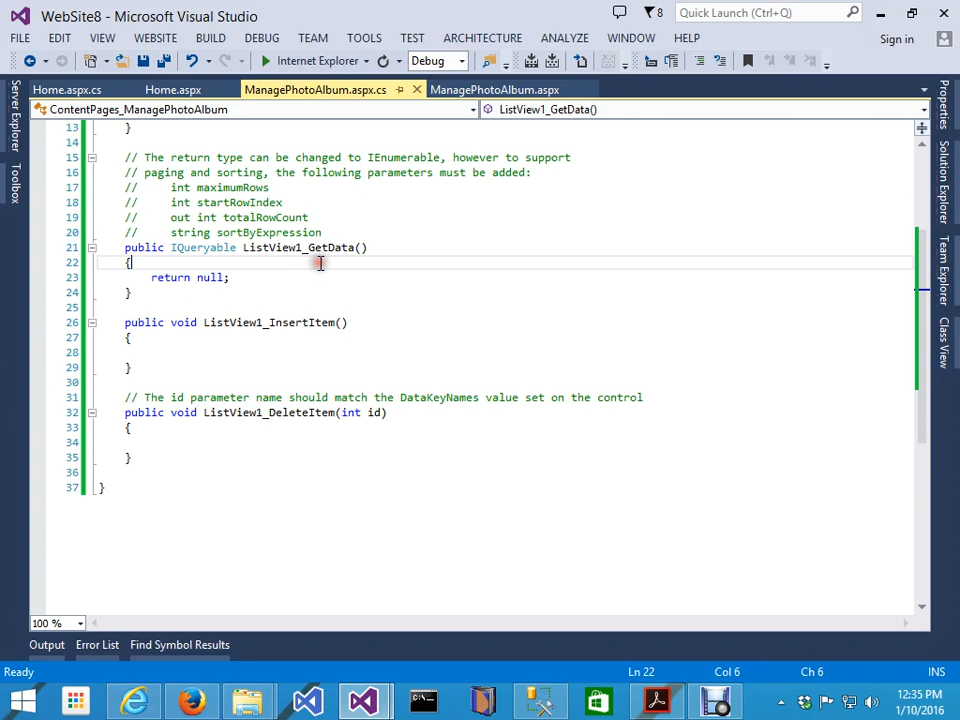 WebSite8 - Microsoft Visual Studio
8
Quick Launch (Ctrl+Q)
FILE EDIT VIEW WEBSITE BUILD DEBUG TEAM TOOLS TEST ARCHITECTURE ANALYZE WINDOW HELP
Sign in
Internet Explorer
Debug
Home.aspx.cs Home.aspx ManagePhotoAlbum.aspx.cs ManagePhotoAlbum.aspx
ContentPages_ManagePhotoAlbum ListView1_GetData()
13 }
14
15 // The return type can be changed to IEnumerable, however to support
16 // paging and sorting, the following parameters must be added:
17 // int maximumRows
18 // int startRowIndex
19 // out int totalRowCount
20 // string sortByExpression
21 public IQueryable ListView1_GetData()
22 {
23 return null;
24 }
25
26 public void ListView1_InsertItem()
27 {
28
29 }
30
31 // The id parameter name should match the DataKeyNames value set on the control
32 public void ListView1_DeleteItem(int id)
33 {
34
35 }
36
37 }
Server Explorer
Toolbox
Properties
Solution Explorer
Team Explorer
Class View
100 %
Output Error List Find Symbol Results
Ready Ln 22 Col 6 Ch 6 INS
12:35 PM
1/10/2016